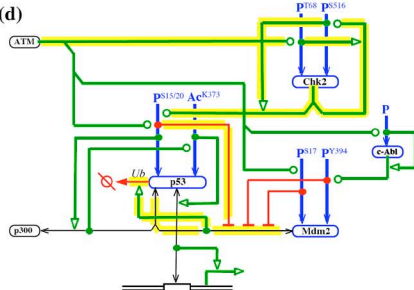 (d)
P^T68 P^S516
ATM
Chk2
P^S15/20 Ac^K373
P
c-Abl
P^S17 P^Y394
Ub
p53
p300
Mdm2